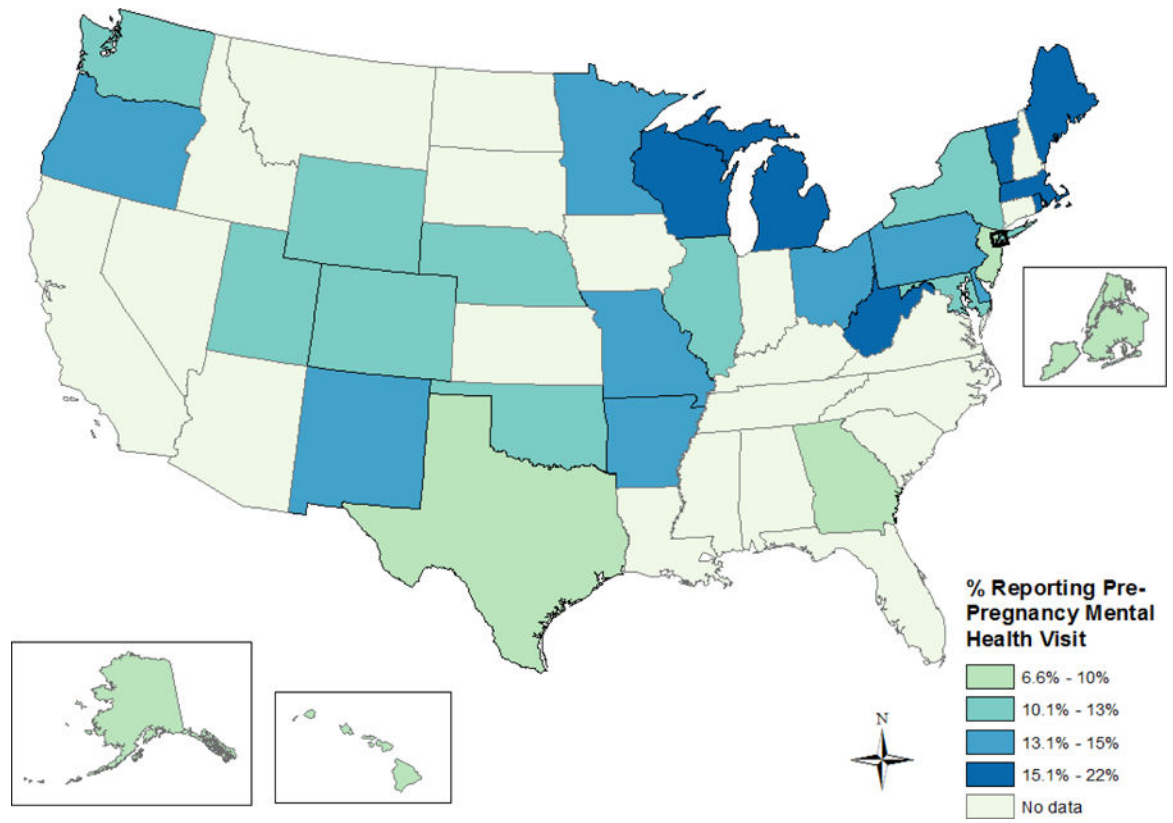 % Reporting Pre-
Pregnancy Mental
Health Visit
6.6% - 10%
10.1% - 13%
13.1% - 15%
15.1% - 22%
No data
N